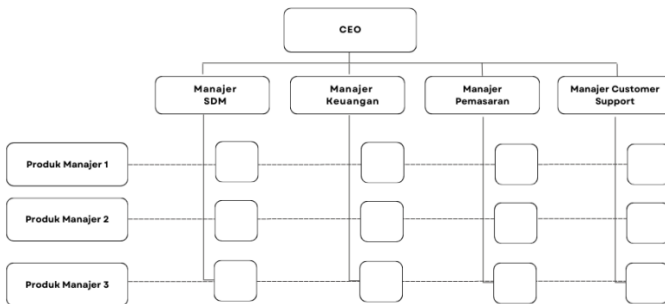 CEO
Manajer
SDM
Manajer
Keuangan
Manajer
Pemasaran
Manajer Customer
Support
Produk Manajer 1
Produk Manajer 2
Produk Manajer 3